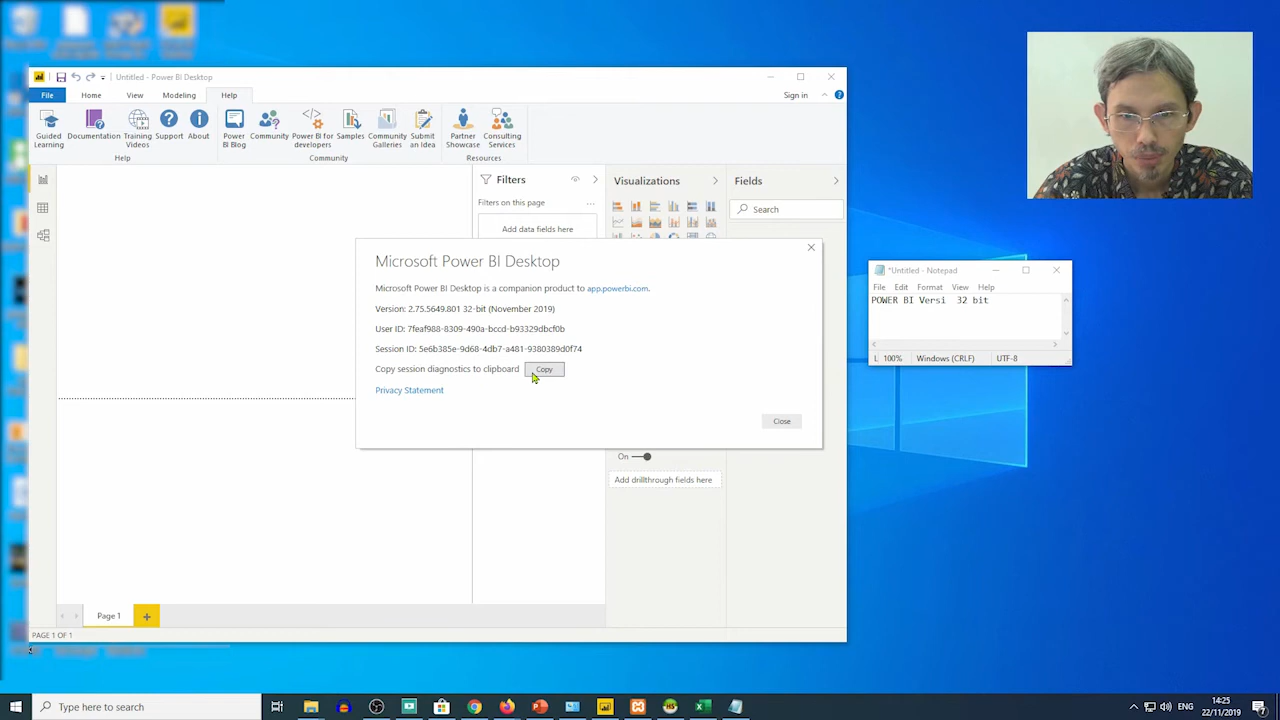 Untitled - Power BI Desktop
File Home View Modeling Help Sign in
Guided Learning
Documentation
Training Videos
Support
About
Power BI Blog
Community
Power BI for developers
Samples
Community Galleries
Submit an Idea
Partner Showcase
Consulting Services
Help
Community
Resources
Filters
Filters on this page
Add data fields here
Visualizations
Fields
Search
Microsoft Power BI Desktop
Microsoft Power BI Desktop is a companion product to app.powerbi.com.
Version: 2.75.5649.801 32-bit (November 2019)
User ID: 7feaf988-8309-490a-bccd-b93329dbcf0b
Session ID: 5e6b385e-9d68-4db7-a481-9380389d0f74
Copy session diagnostics to clipboard Copy
Privacy Statement
Close
On
Add drillthrough fields here
Page 1
PAGE 1 OF 1
*Untitled - Notepad
File Edit Format View Help
POWER BI Versi 32 bit
L 100% Windows (CRLF) UTF-8
Type here to search
14:25
22/11/2019